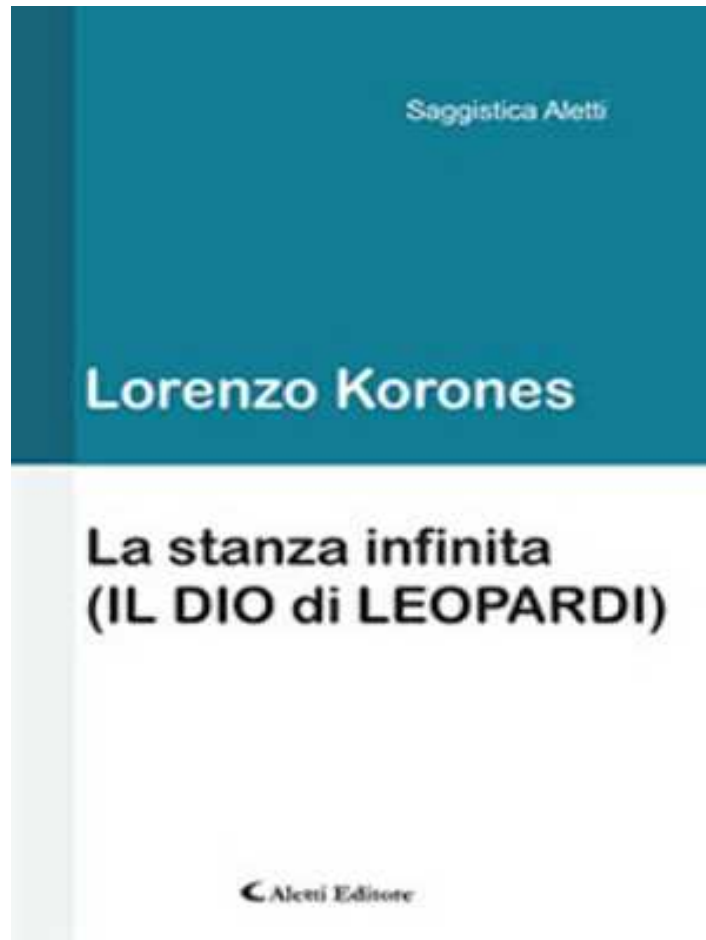 Saggistica Aletti
Lorenzo Korones
La stanza infinita
(IL DIO di LEOPARDI)
Aletti Editore